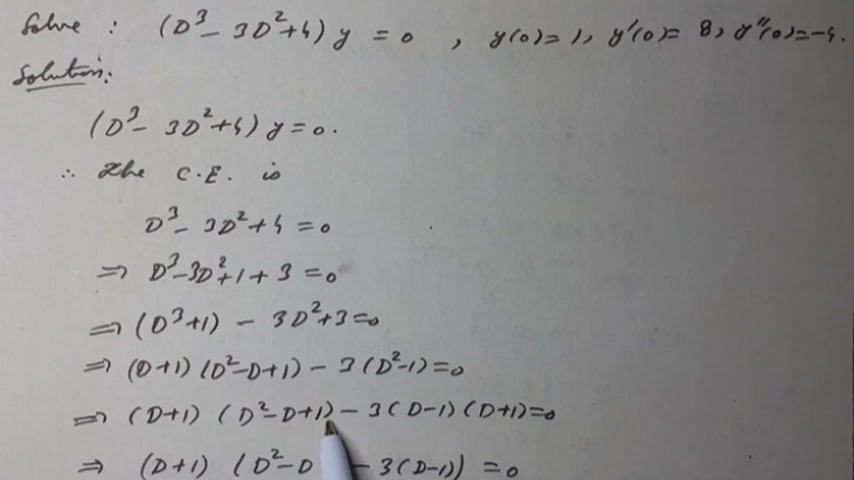 Solve : (D³ - 3D² + 4) y = 0 , y(0) = 1, y'(0) = 8, y''(0) = -4.
Solution:
(D³ - 3D² + 4) y = 0.
∴ The C.E. is
D³ - 3D² + 4 = 0
⇒ D³ - 3D² + 1 + 3 = 0
⇒ (D³ + 1) - 3D² + 3 = 0
⇒ (D+1) (D² - D + 1) - 3 (D² - 1) = 0
⇒ (D+1) (D² - D + 1) - 3 (D-1) (D+1) = 0
⇒ (D+1) (D² - D - 3(D-1)) = 0